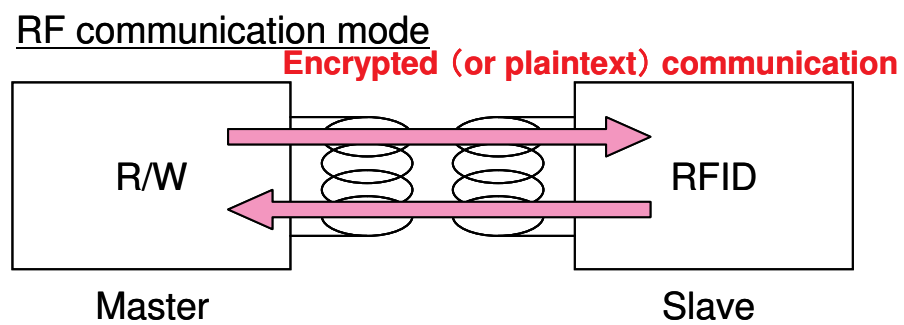 RF communication mode
Encrypted (or plaintext) communication
R/W
RFID
Master
Slave